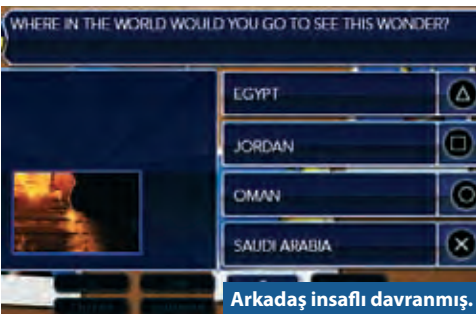 WHERE IN THE WORLD WOULD YOU GO TO SEE THIS WONDER?
EGYPT
JORDAN
OMAN
SAUDI ARABIA
Arkadaş insaflı davranmış.